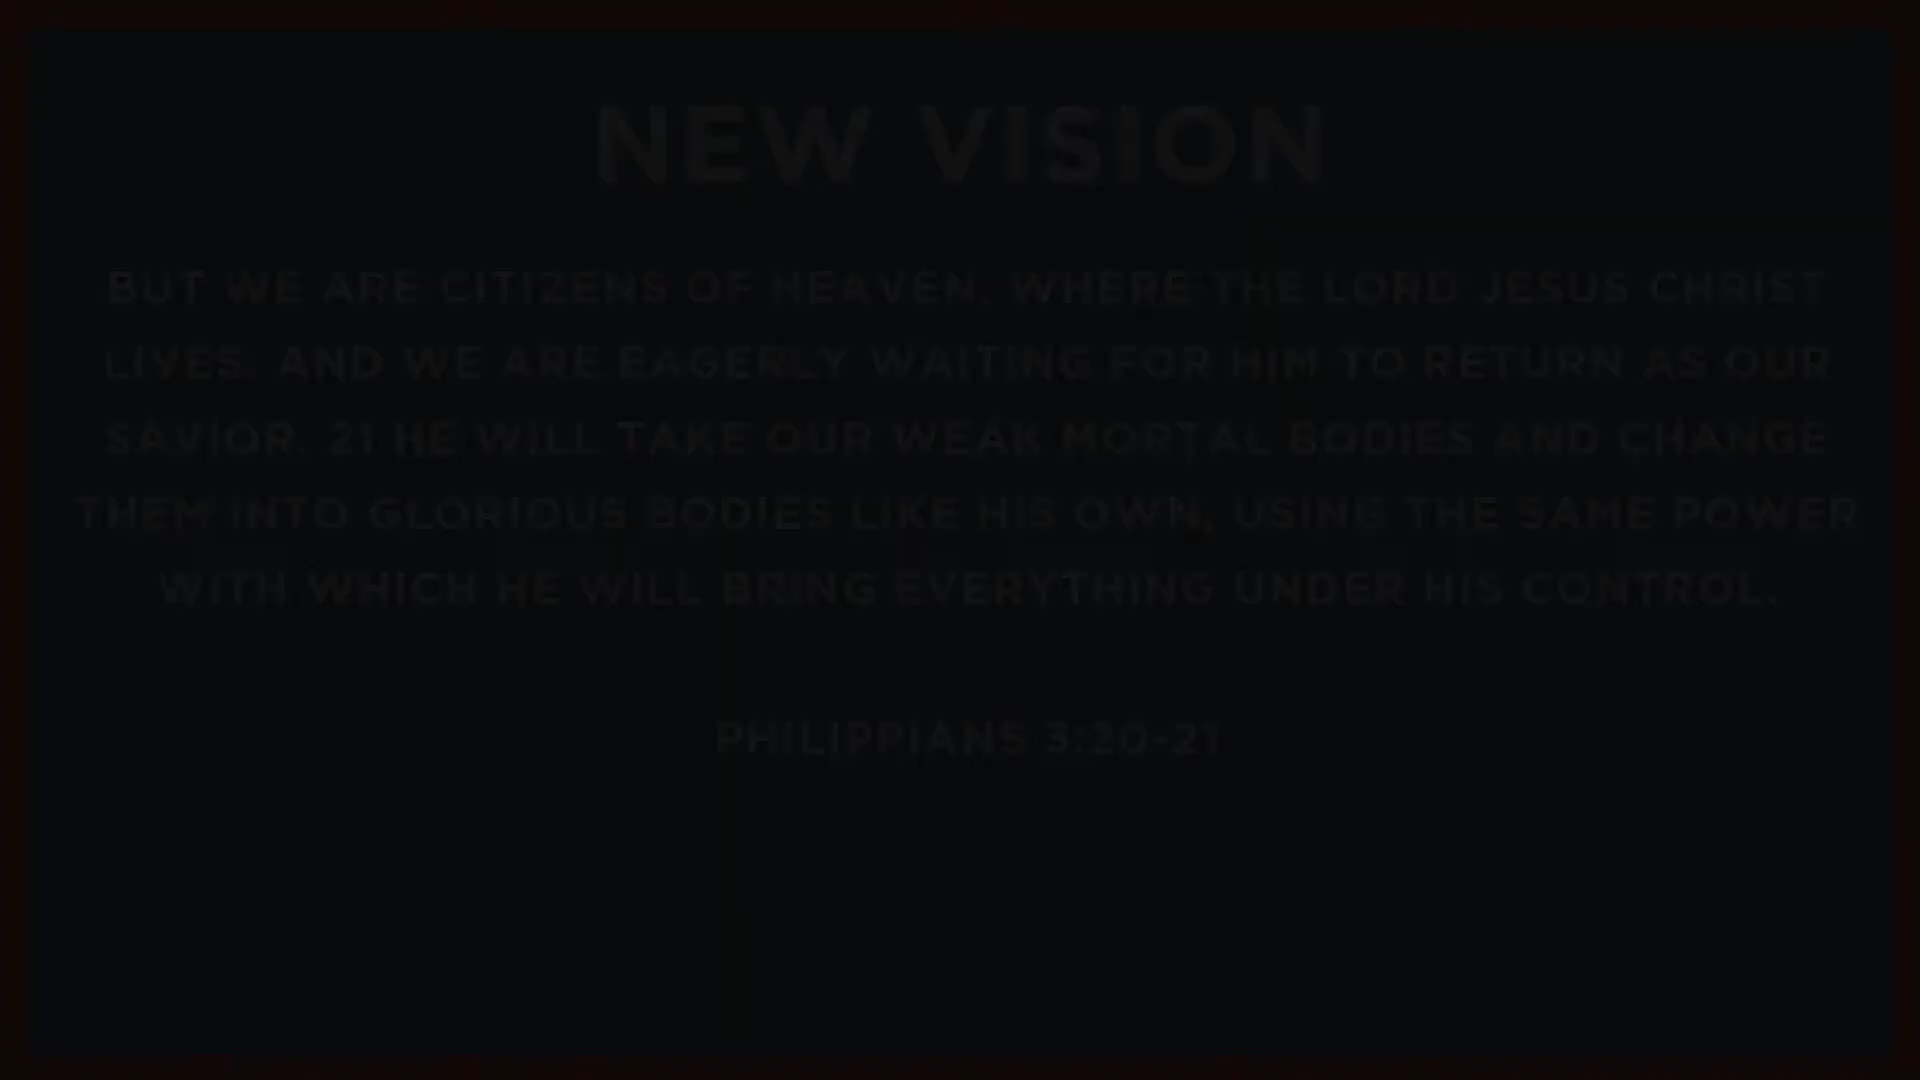 NEW VISION
BUT WE ARE CITIZENS OF HEAVEN, WHERE THE LORD JESUS CHRIST
LIVES. AND WE ARE EAGERLY WAITING FOR HIM TO RETURN AS OUR
SAVIOR. 21 HE WILL TAKE OUR WEAK MORTAL BODIES AND CHANGE
THEM INTO GLORIOUS BODIES LIKE HIS OWN, USING THE SAME POWER
WITH WHICH HE WILL BRING EVERYTHING UNDER HIS CONTROL.
PHILIPPIANS 3:20-21